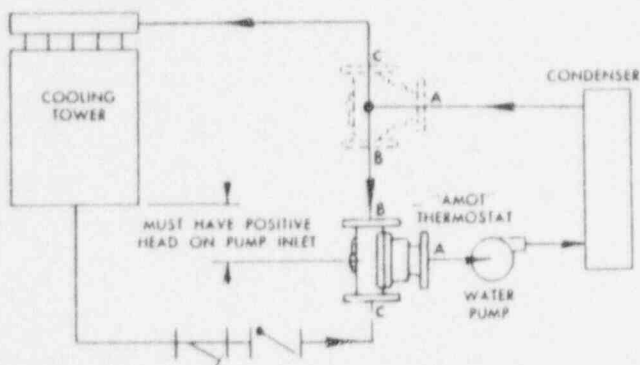 C
CONDENSER
COOLING
TOWER
A
B
AMOT
THERMOSTAT
MUST HAVE POSITIVE
HEAD ON PUMP INLET
B
A
WATER
PUMP
C